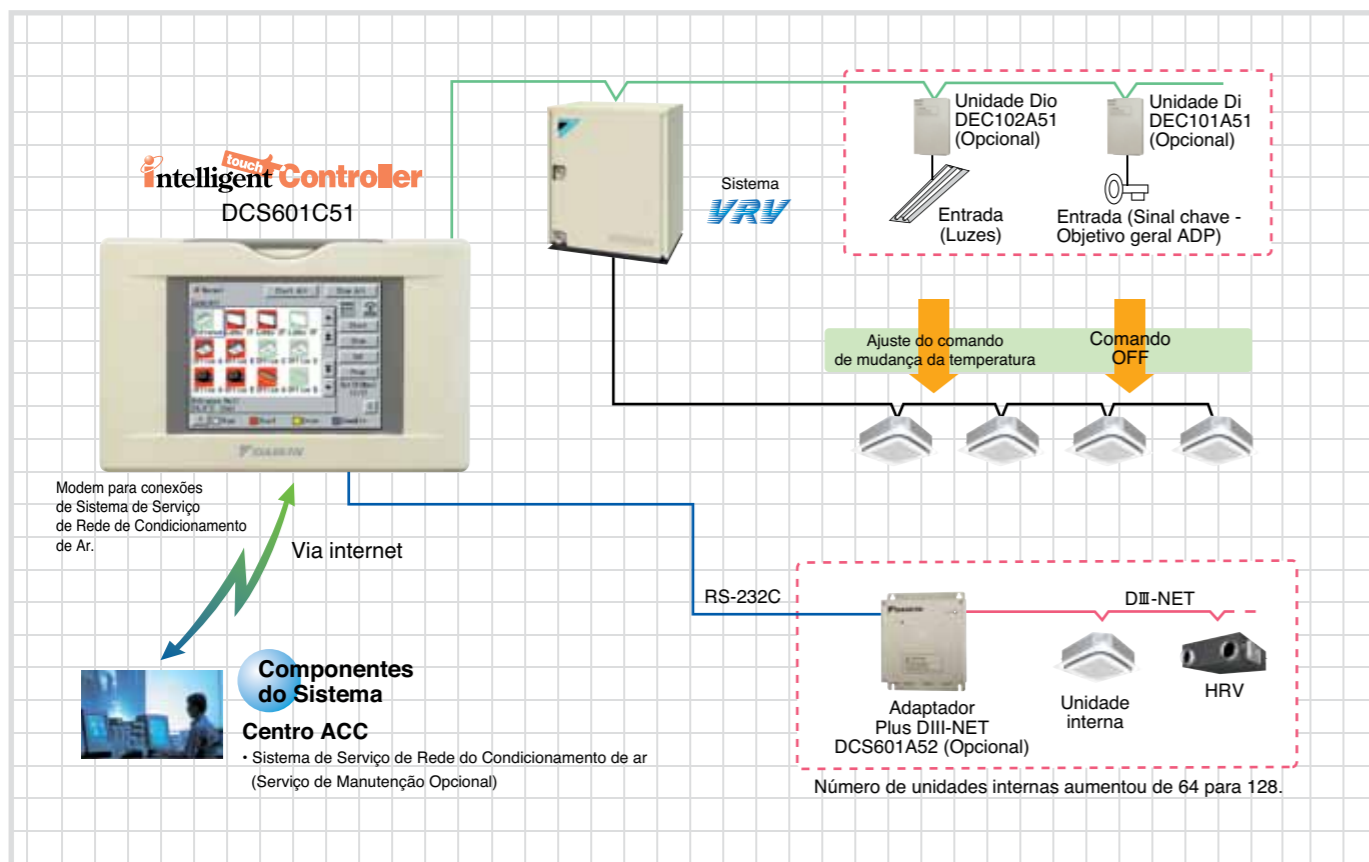 intelligent touch Controller
DCS601C51
Sistema
VRV
Unidade Dio
DEC102A51
(Opcional)
Unidade Di
DEC101A51
(Opcional)
Entrada
(Luzes)
Entrada (Sinal chave -
Objetivo geral ADP)
Ajuste do comando
de mudança da temperatura
Comando
OFF
DAIKIN
Modem para conexões
de Sistema de Serviço
de Rede de Condicionamento
de Ar.
Via internet
RS-232C
DⅢ-NET
Adaptador
Plus DIII-NET
DCS601A52 (Opcional)
Unidade
interna
HRV
Número de unidades internas aumentou de 64 para 128.
Componentes
do Sistema
Centro ACC
• Sistema de Serviço de Rede do Condicionamento de ar
(Serviço de Manutenção Opcional)